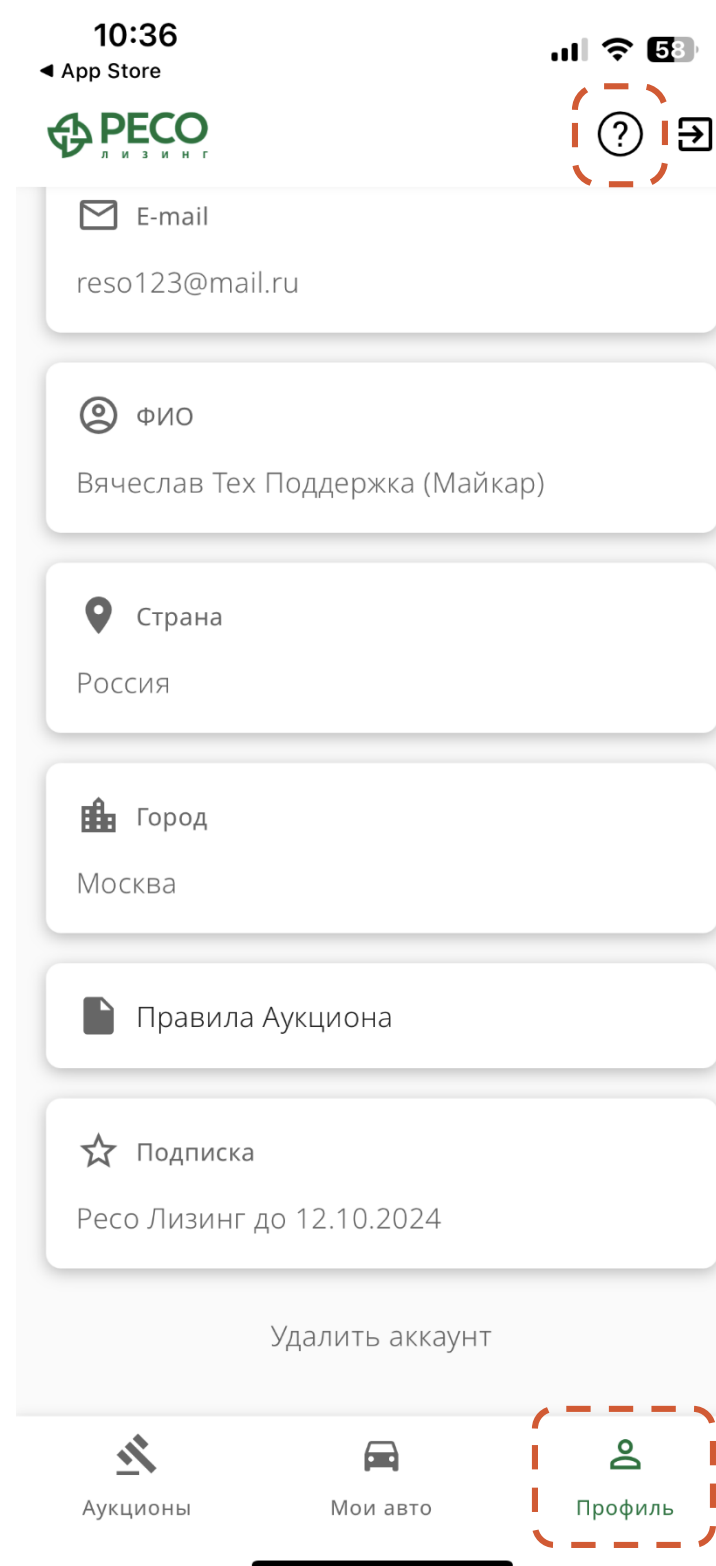 10:36
58
◀ App Store
РЕСО
ЛИЗИНГ
?
E-mail
reso123@mail.ru
ФИО
Вячеслав Тех Поддержка (Майкар)
Страна
Россия
Город
Москва
Правила Аукциона
Подписка
Ресо Лизинг до 12.10.2024
Удалить аккаунт
Аукционы
Мои авто
Профиль